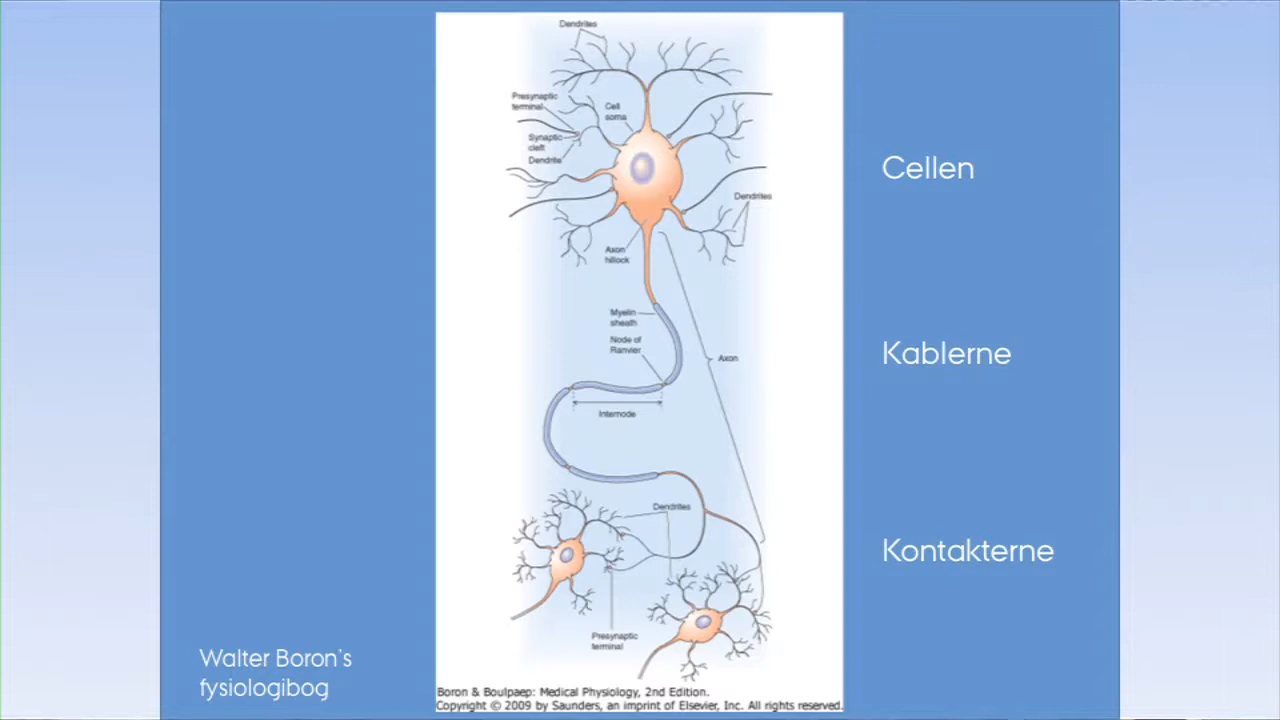 Dendrites
Presynaptic
terminal
Cell
soma
Synaptic
cleft
Dendrite
Cellen
Dendrites
Axon
hillock
Myelin
sheath
Node of
Ranvier
Axon
Kablerne
Internode
Dendrites
Kontakterne
Presynaptic
terminal
Walter Boron's
fysiologibog
Boron & Boulpaep: Medical Physiology, 2nd Edition.
Copyright © 2009 by Saunders, an imprint of Elsevier, Inc. All rights reserved.